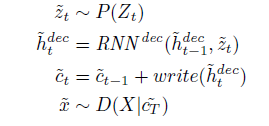 z̃_t ∼ P(Z_t)
h̃_t^{dec} = RNN^{dec}(h̃_{t−1}^{dec}, z̃_t)
c̃_t = c̃_{t−1} + write(h̃_t^{dec})
x̃ ∼ D(X|c̃_T)